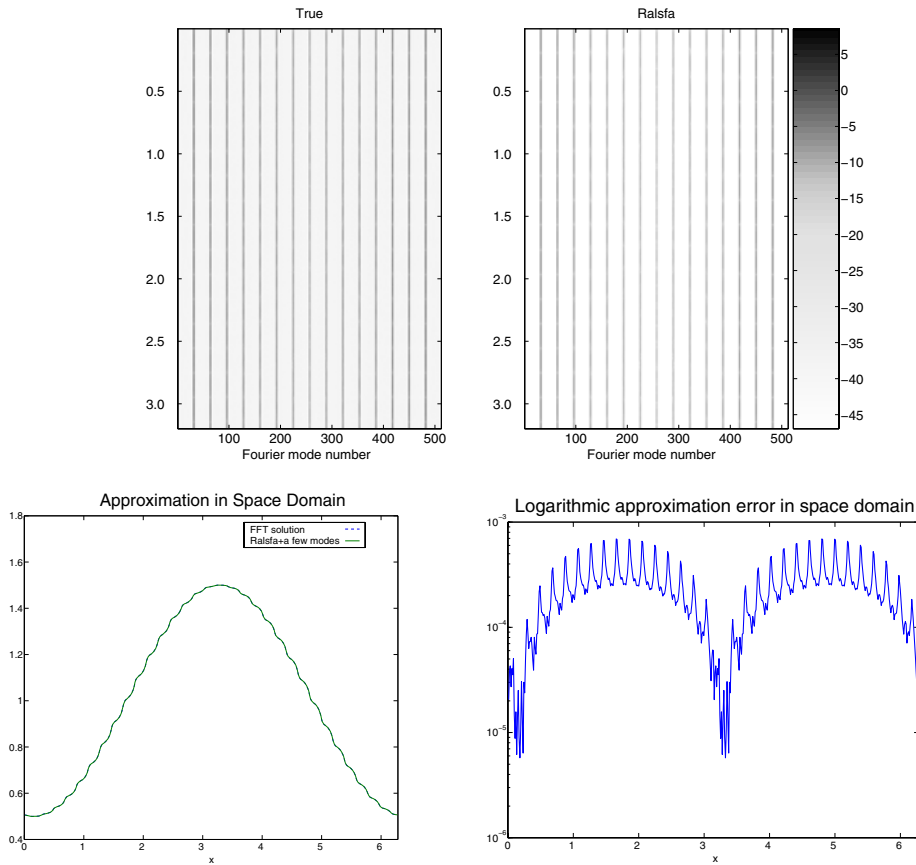 True
0.5
1.0
1.5
2.0
2.5
3.0
100 200 300 400 500
Fourier mode number
Ralsfa
0.5
1.0
1.5
2.0
2.5
3.0
100 200 300 400 500
Fourier mode number
5
0
−5
−10
−15
−20
−25
−30
−35
−40
−45
Approximation in Space Domain
1.8
1.6
1.4
1.2
1
0.8
0.6
0.4
FFT solution
Ralsfa+a few modes
0 1 2 3 4 5 6
x
Logarithmic approximation error in space domain
10−3
10−4
10−5
10−6
0 1 2 3 4 5 6
x